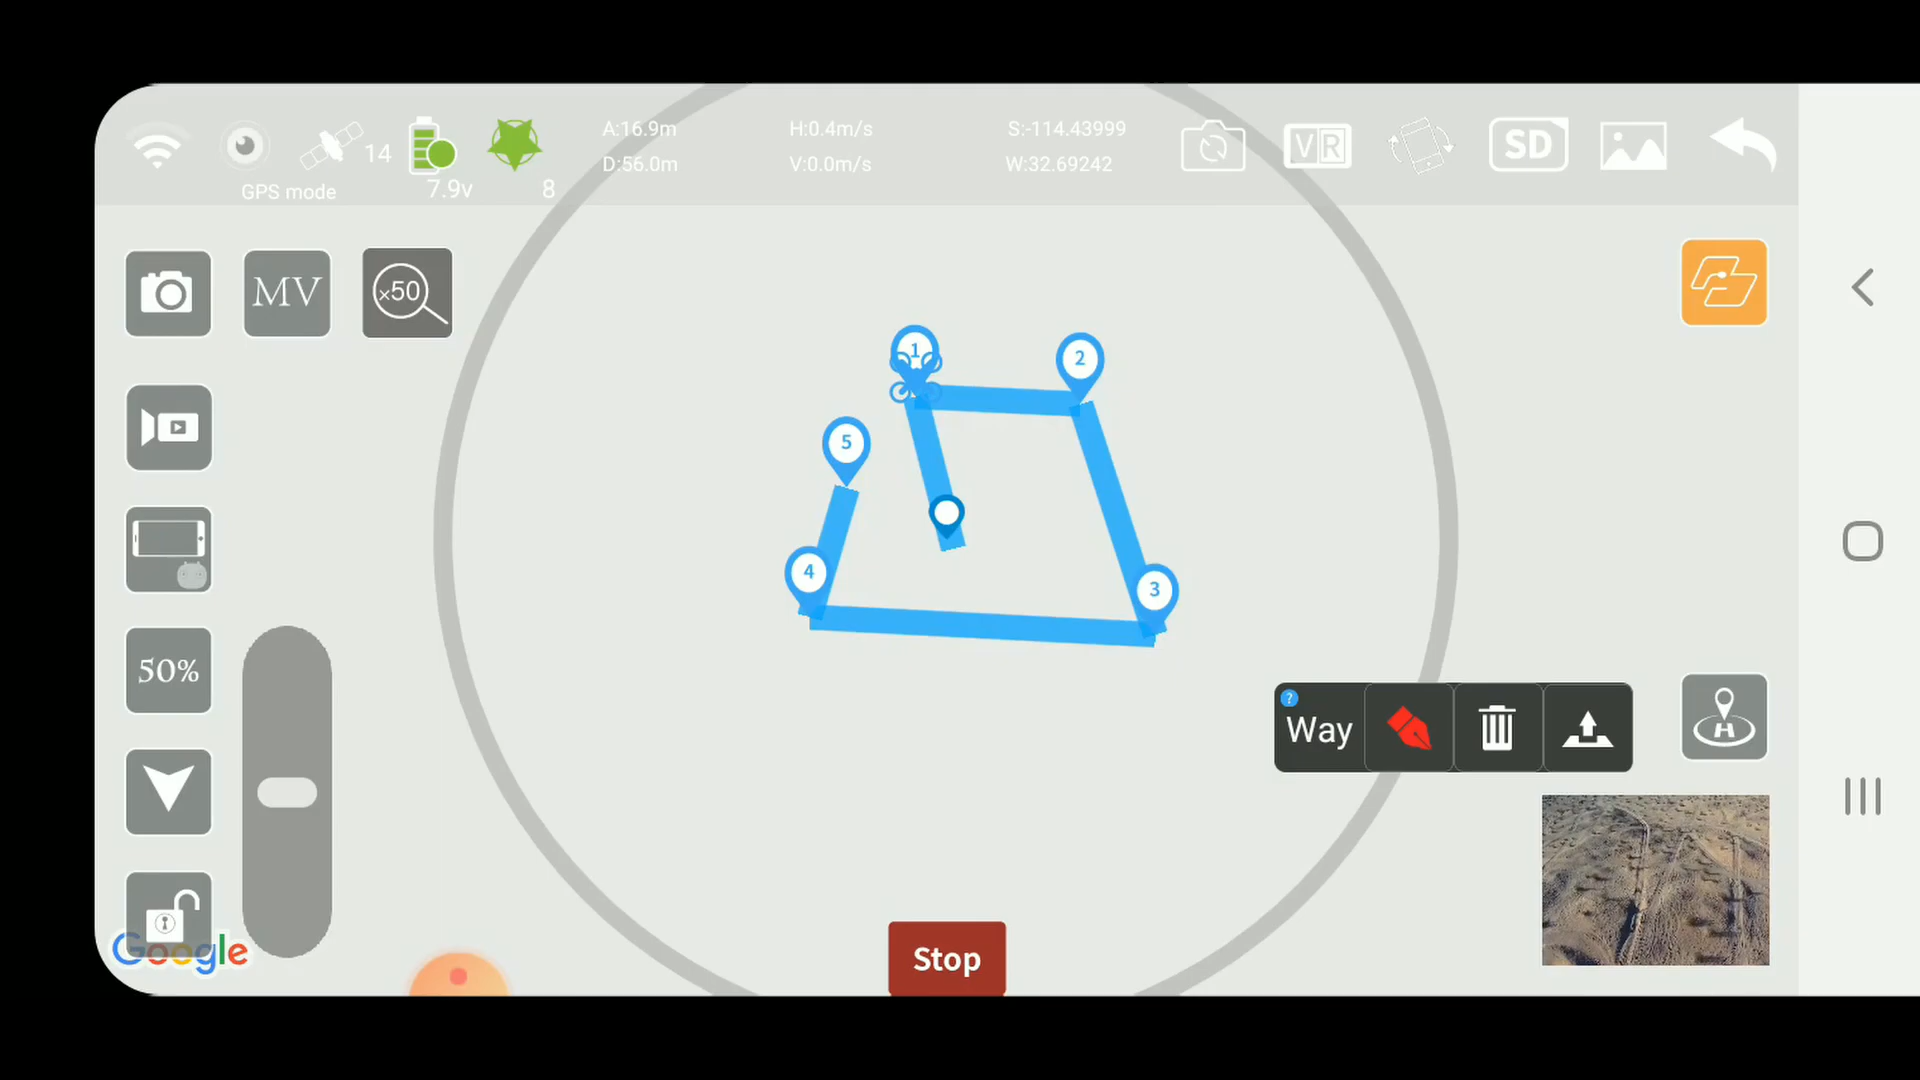 A:16.9m
H:0.4m/s
S:-114.43999
VR
SD
14
D:56.0m
V:0.0m/s
W:32.69242
GPS mode
7.9v
8
MV
×50
1
2
5
4
3
50%
?
Way
H
Google
Stop